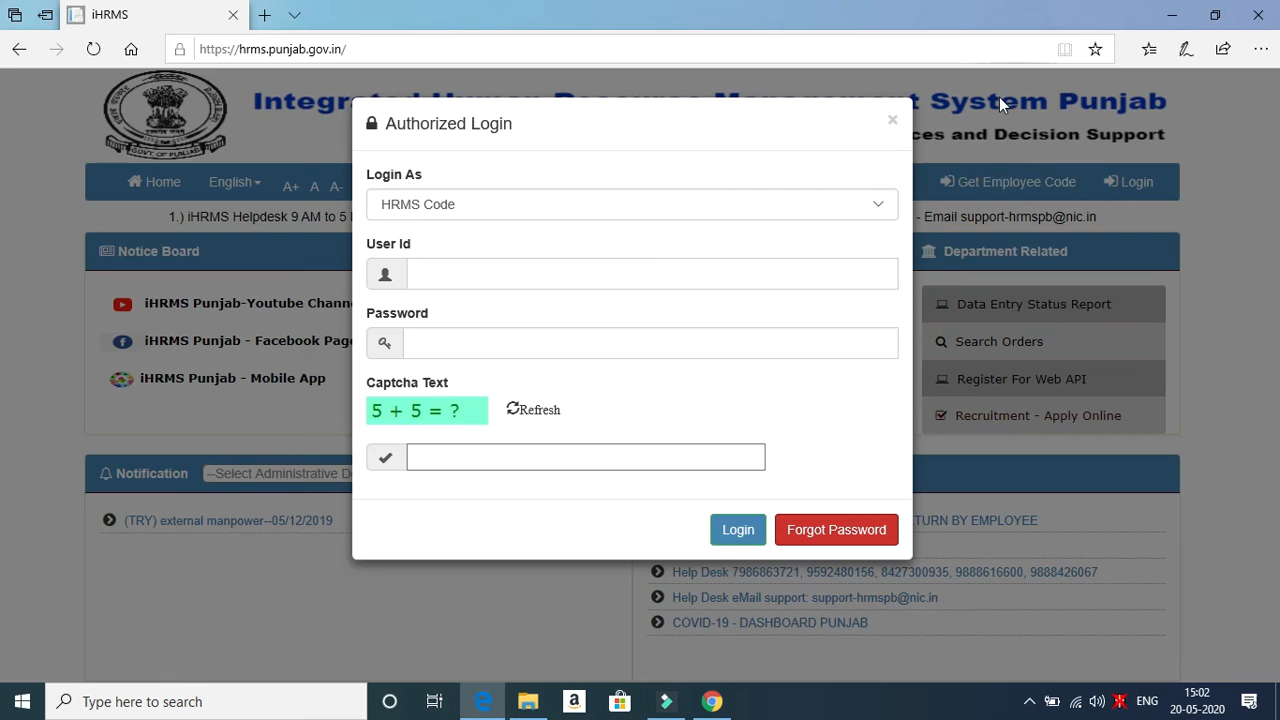 iHRMS
https://hrms.punjab.gov.in/
System Punjab
ces and Decision Support
Home English A+ A A- Get Employee Code Login
1.) iHRMS Helpdesk 9 AM to 5 - Email support-hrmspb@nic.in
Authorized Login
Login As
HRMS Code
User Id
Password
Captcha Text
5 + 5 = ?
Refresh
Login Forgot Password
Notice Board
iHRMS Punjab-Youtube
iHRMS Punjab - Facebook Page
iHRMS Punjab - Mobile App
Department Related
Data Entry Status Report
Search Orders
Register For Web API
Recruitment - Apply Online
Notification --Select Administrative
(TRY) external manpower--05/12/2019
BY EMPLOYEE
Help Desk 7986863721, 9592480156, 8427300935, 9888616600, 9888426067
Help Desk eMail support: support-hrmspb@nic.in
COVID-19 - DASHBOARD PUNJAB
Type here to search
ENG
15:02
20-05-2020